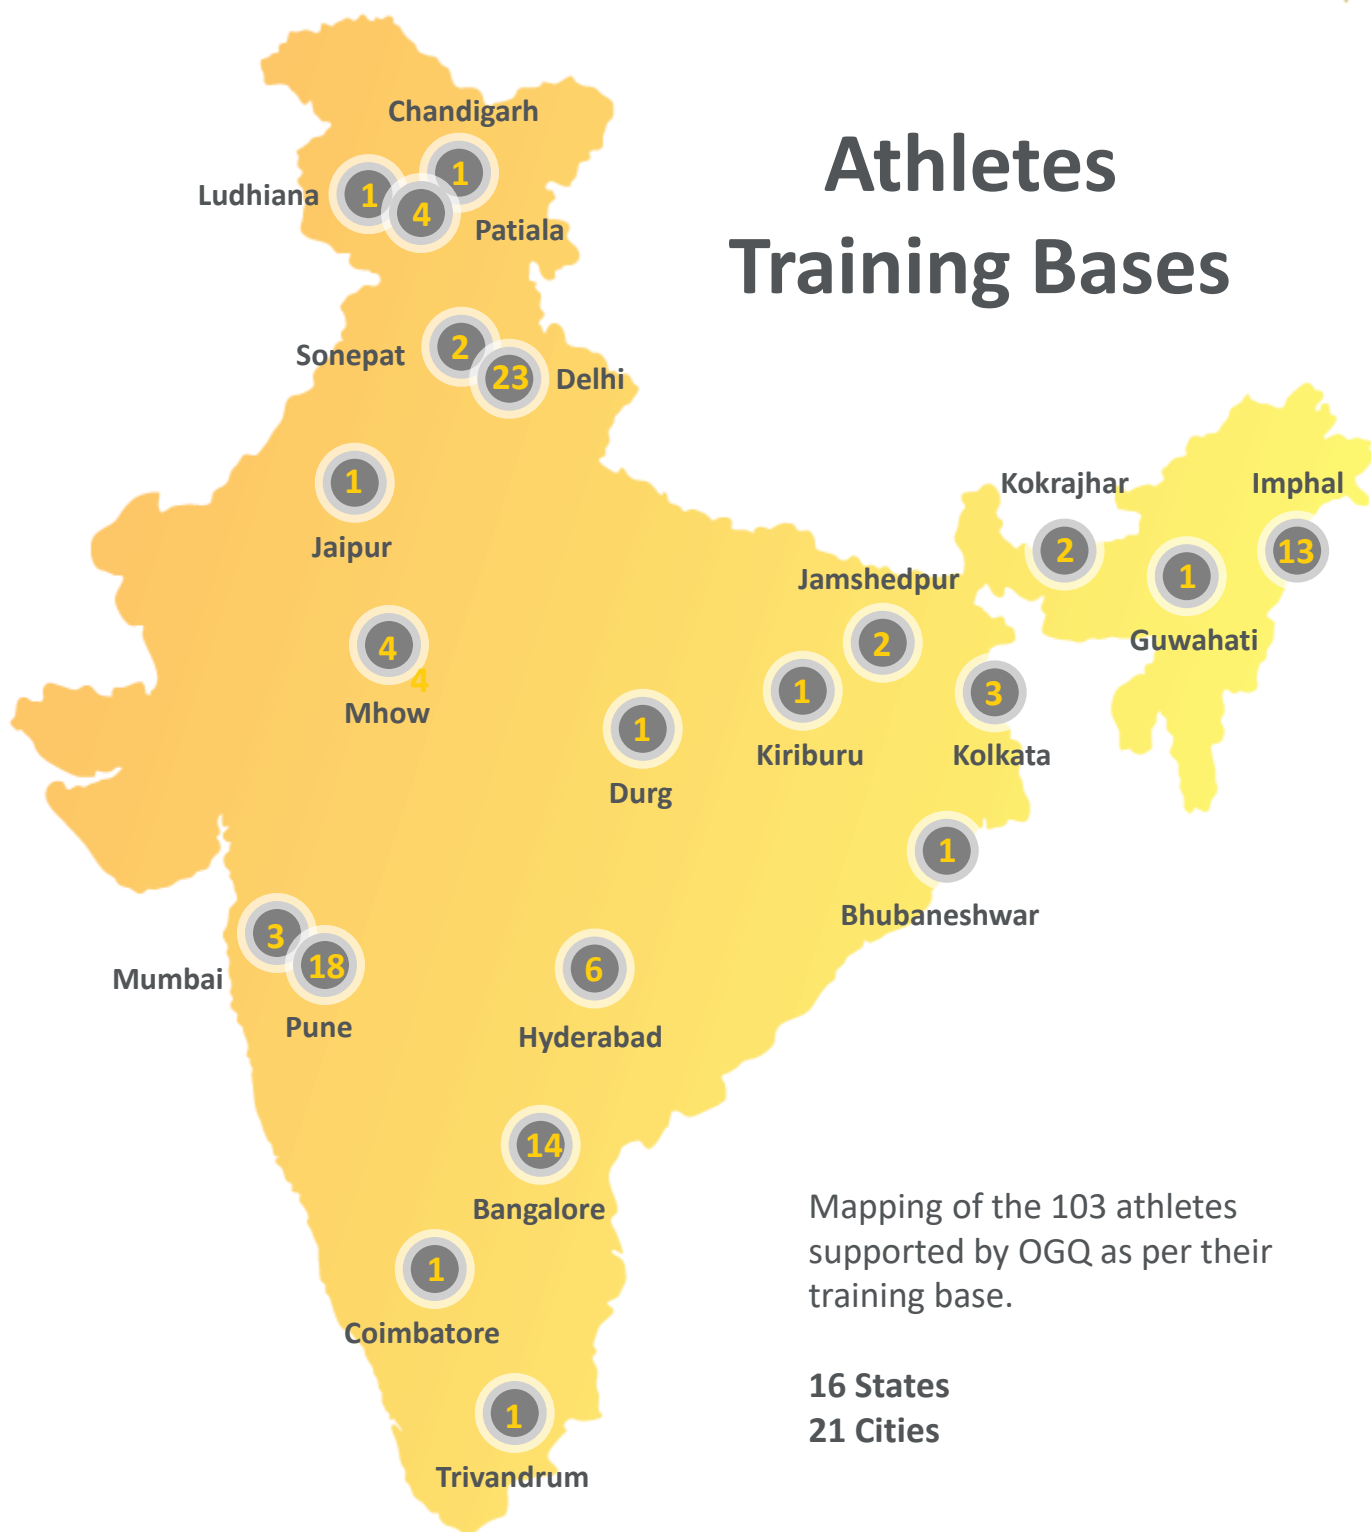 Athletes
Training Bases
Chandigarh
1
Ludhiana
1
4
Patiala
Sonepat
2
23
Delhi
1
Jaipur
Kokrajhar
2
Imphal
13
1
Guwahati
Jamshedpur
2
4
4
Mhow
1
Kiriburu
3
Kolkata
1
Durg
1
Bhubaneshwar
3
Mumbai
18
Pune
6
Hyderabad
14
Bangalore
1
Coimbatore
1
Trivandrum
Mapping of the 103 athletes
supported by OGQ as per their
training base.
16 States
21 Cities